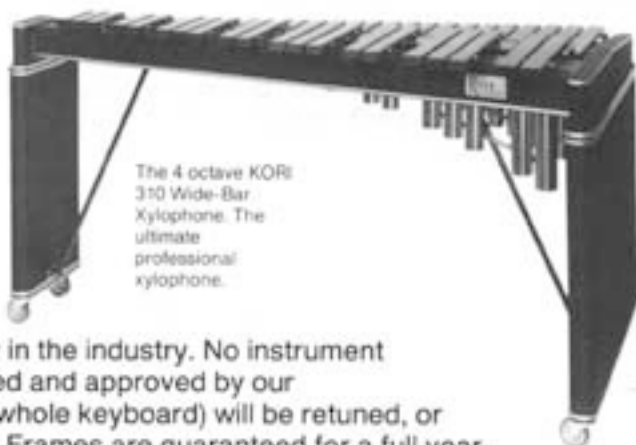 The 4 octave KORI
310 Wide-Bar
Xylophone. The
ultimate
professional
xylophone.
in the industry. No instrument
ed and approved by our
whole keyboard) will be retuned, or
Frames are guaranteed for a full year